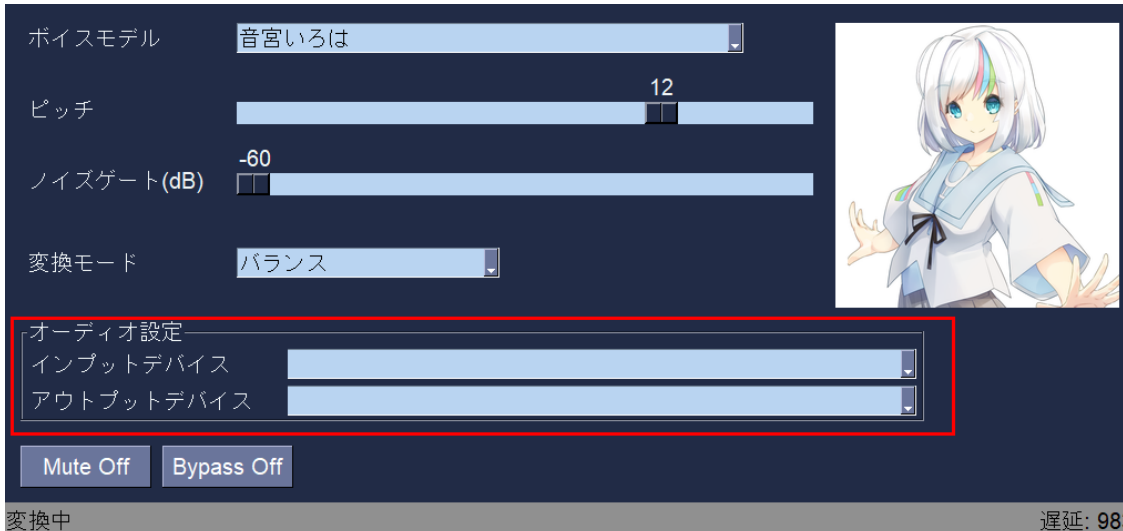 ボイスモデル 音宮いろは
12
ピッチ
-60
ノイズゲート(dB)
変換モード バランス
オーディオ設定
インプットデバイス
アウトプットデバイス
Mute Off Bypass Off
変換中 遅延: 98